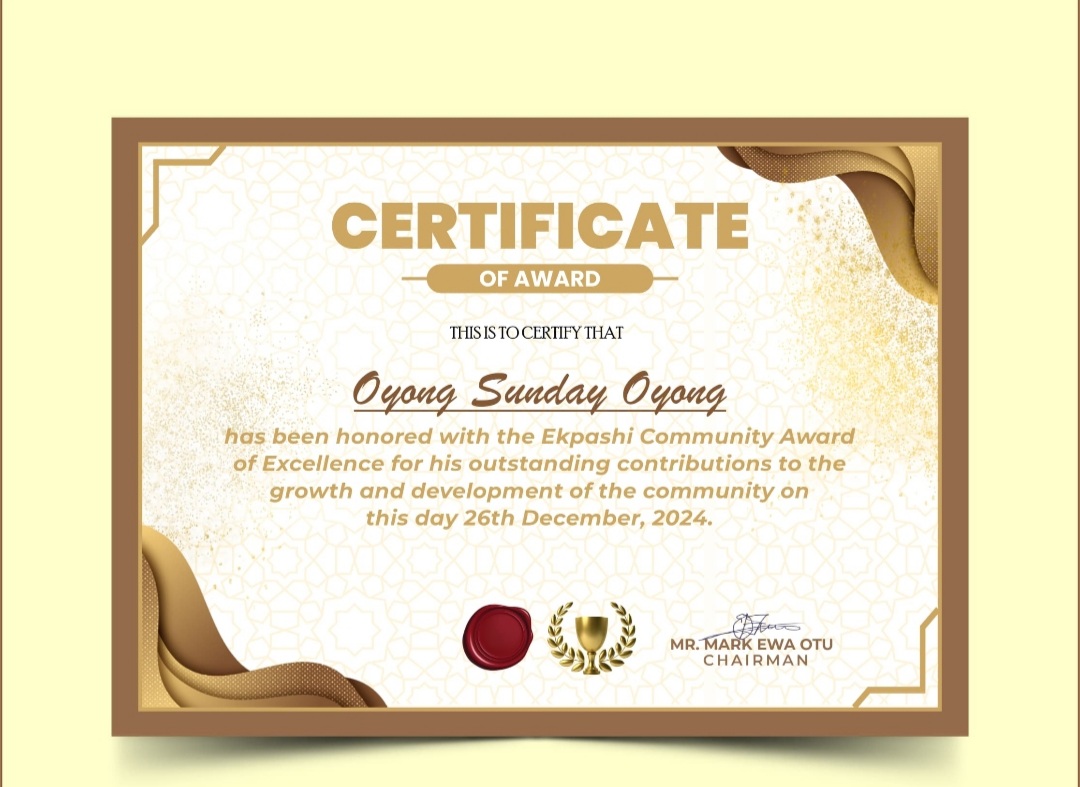 CERTIFICATE
OF AWARD
THIS IS TO CERTIFY THAT
Oyong Sunday Oyong
has been honored with the Ekpashi Community Award
of Excellence for his outstanding contributions to the
growth and development of the community on
this day 26th December, 2024.
MR. MARK EWA OTU
CHAIRMAN